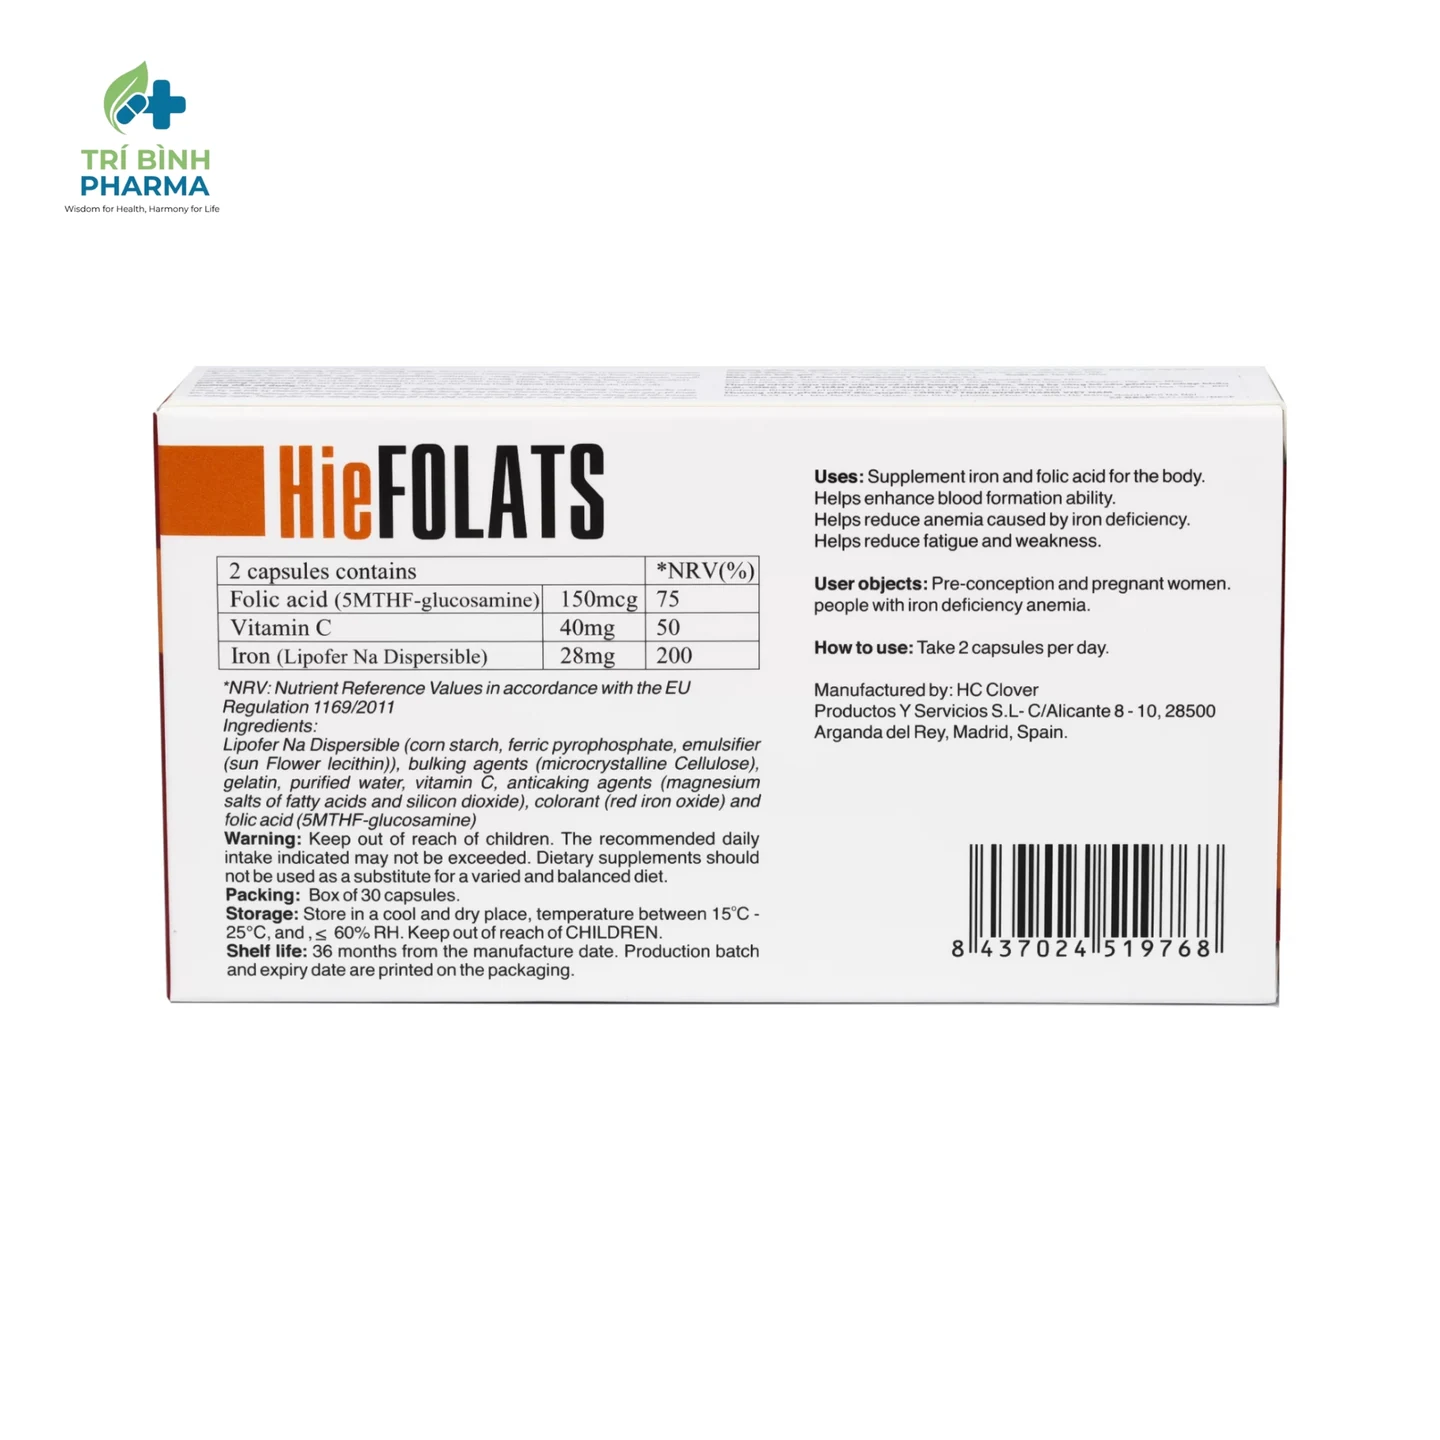 TRÍ BÌNH
PHARMA
Wisdom for Health, Harmony for Life
HieFOLATS
2 capsules contains *NRV(%)
Folic acid (5MTHF-glucosamine) 150mcg 75
Vitamin C 40mg 50
Iron (Lipofer Na Dispersible) 28mg 200
*NRV: Nutrient Reference Values in accordance with the EU
Regulation 1169/2011
Ingredients:
Lipofer Na Dispersible (corn starch, ferric pyrophosphate, emulsifier
(sun Flower lecithin)), bulking agents (microcrystalline Cellulose),
gelatin, purified water, vitamin C, anticaking agents (magnesium
salts of fatty acids and silicon dioxide), colorant (red iron oxide) and
folic acid (5MTHF-glucosamine)
Warning: Keep out of reach of children. The recommended daily
intake indicated may not be exceeded. Dietary supplements should
not be used as a substitute for a varied and balanced diet.
Packing: Box of 30 capsules.
Storage: Store in a cool and dry place, temperature between 15°C -
25°C, and ,≤ 60% RH. Keep out of reach of CHILDREN.
Shelf life: 36 months from the manufacture date. Production batch
and expiry date are printed on the packaging.
Uses: Supplement iron and folic acid for the body.
Helps enhance blood formation ability.
Helps reduce anemia caused by iron deficiency.
Helps reduce fatigue and weakness.
User objects: Pre-conception and pregnant women.
people with iron deficiency anemia.
How to use: Take 2 capsules per day.
Manufactured by: HC Clover
Productos Y Servicios S.L- C/Alicante 8 - 10, 28500
Arganda del Rey, Madrid, Spain.
8 437024 519768